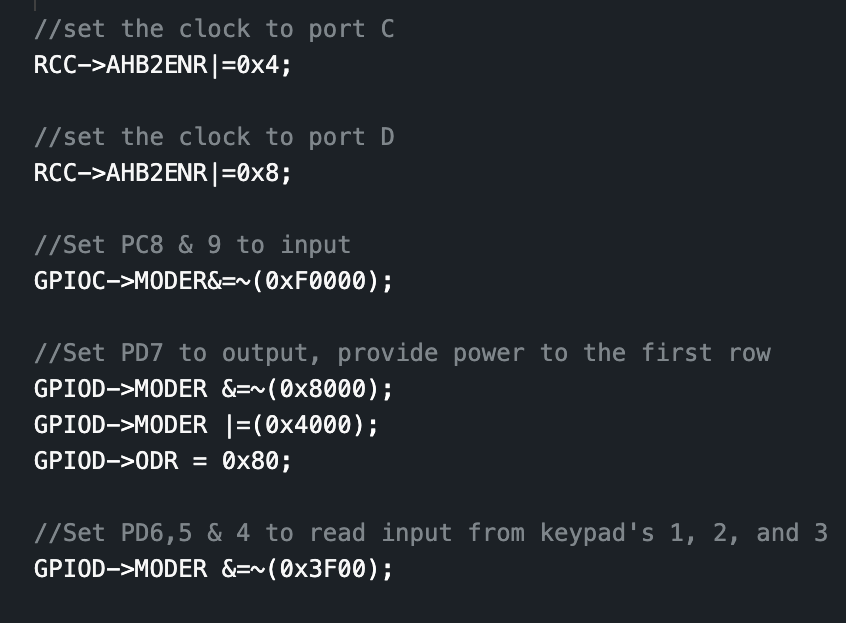 //set the clock to port C
RCC->AHB2ENR|=0x4;
//set the clock to port D
RCC->AHB2ENR|=0x8;
//Set PC8 & 9 to input
GPIOC->MODER&=~(0xF0000);
//Set PD7 to output, provide power to the first row
GPIOD->MODER &=~(0x8000);
GPIOD->MODER |=(0x4000);
GPIOD->ODR = 0x80;
//Set PD6,5 & 4 to read input from keypad's 1, 2, and 3
GPIOD->MODER &=~(0x3F00);